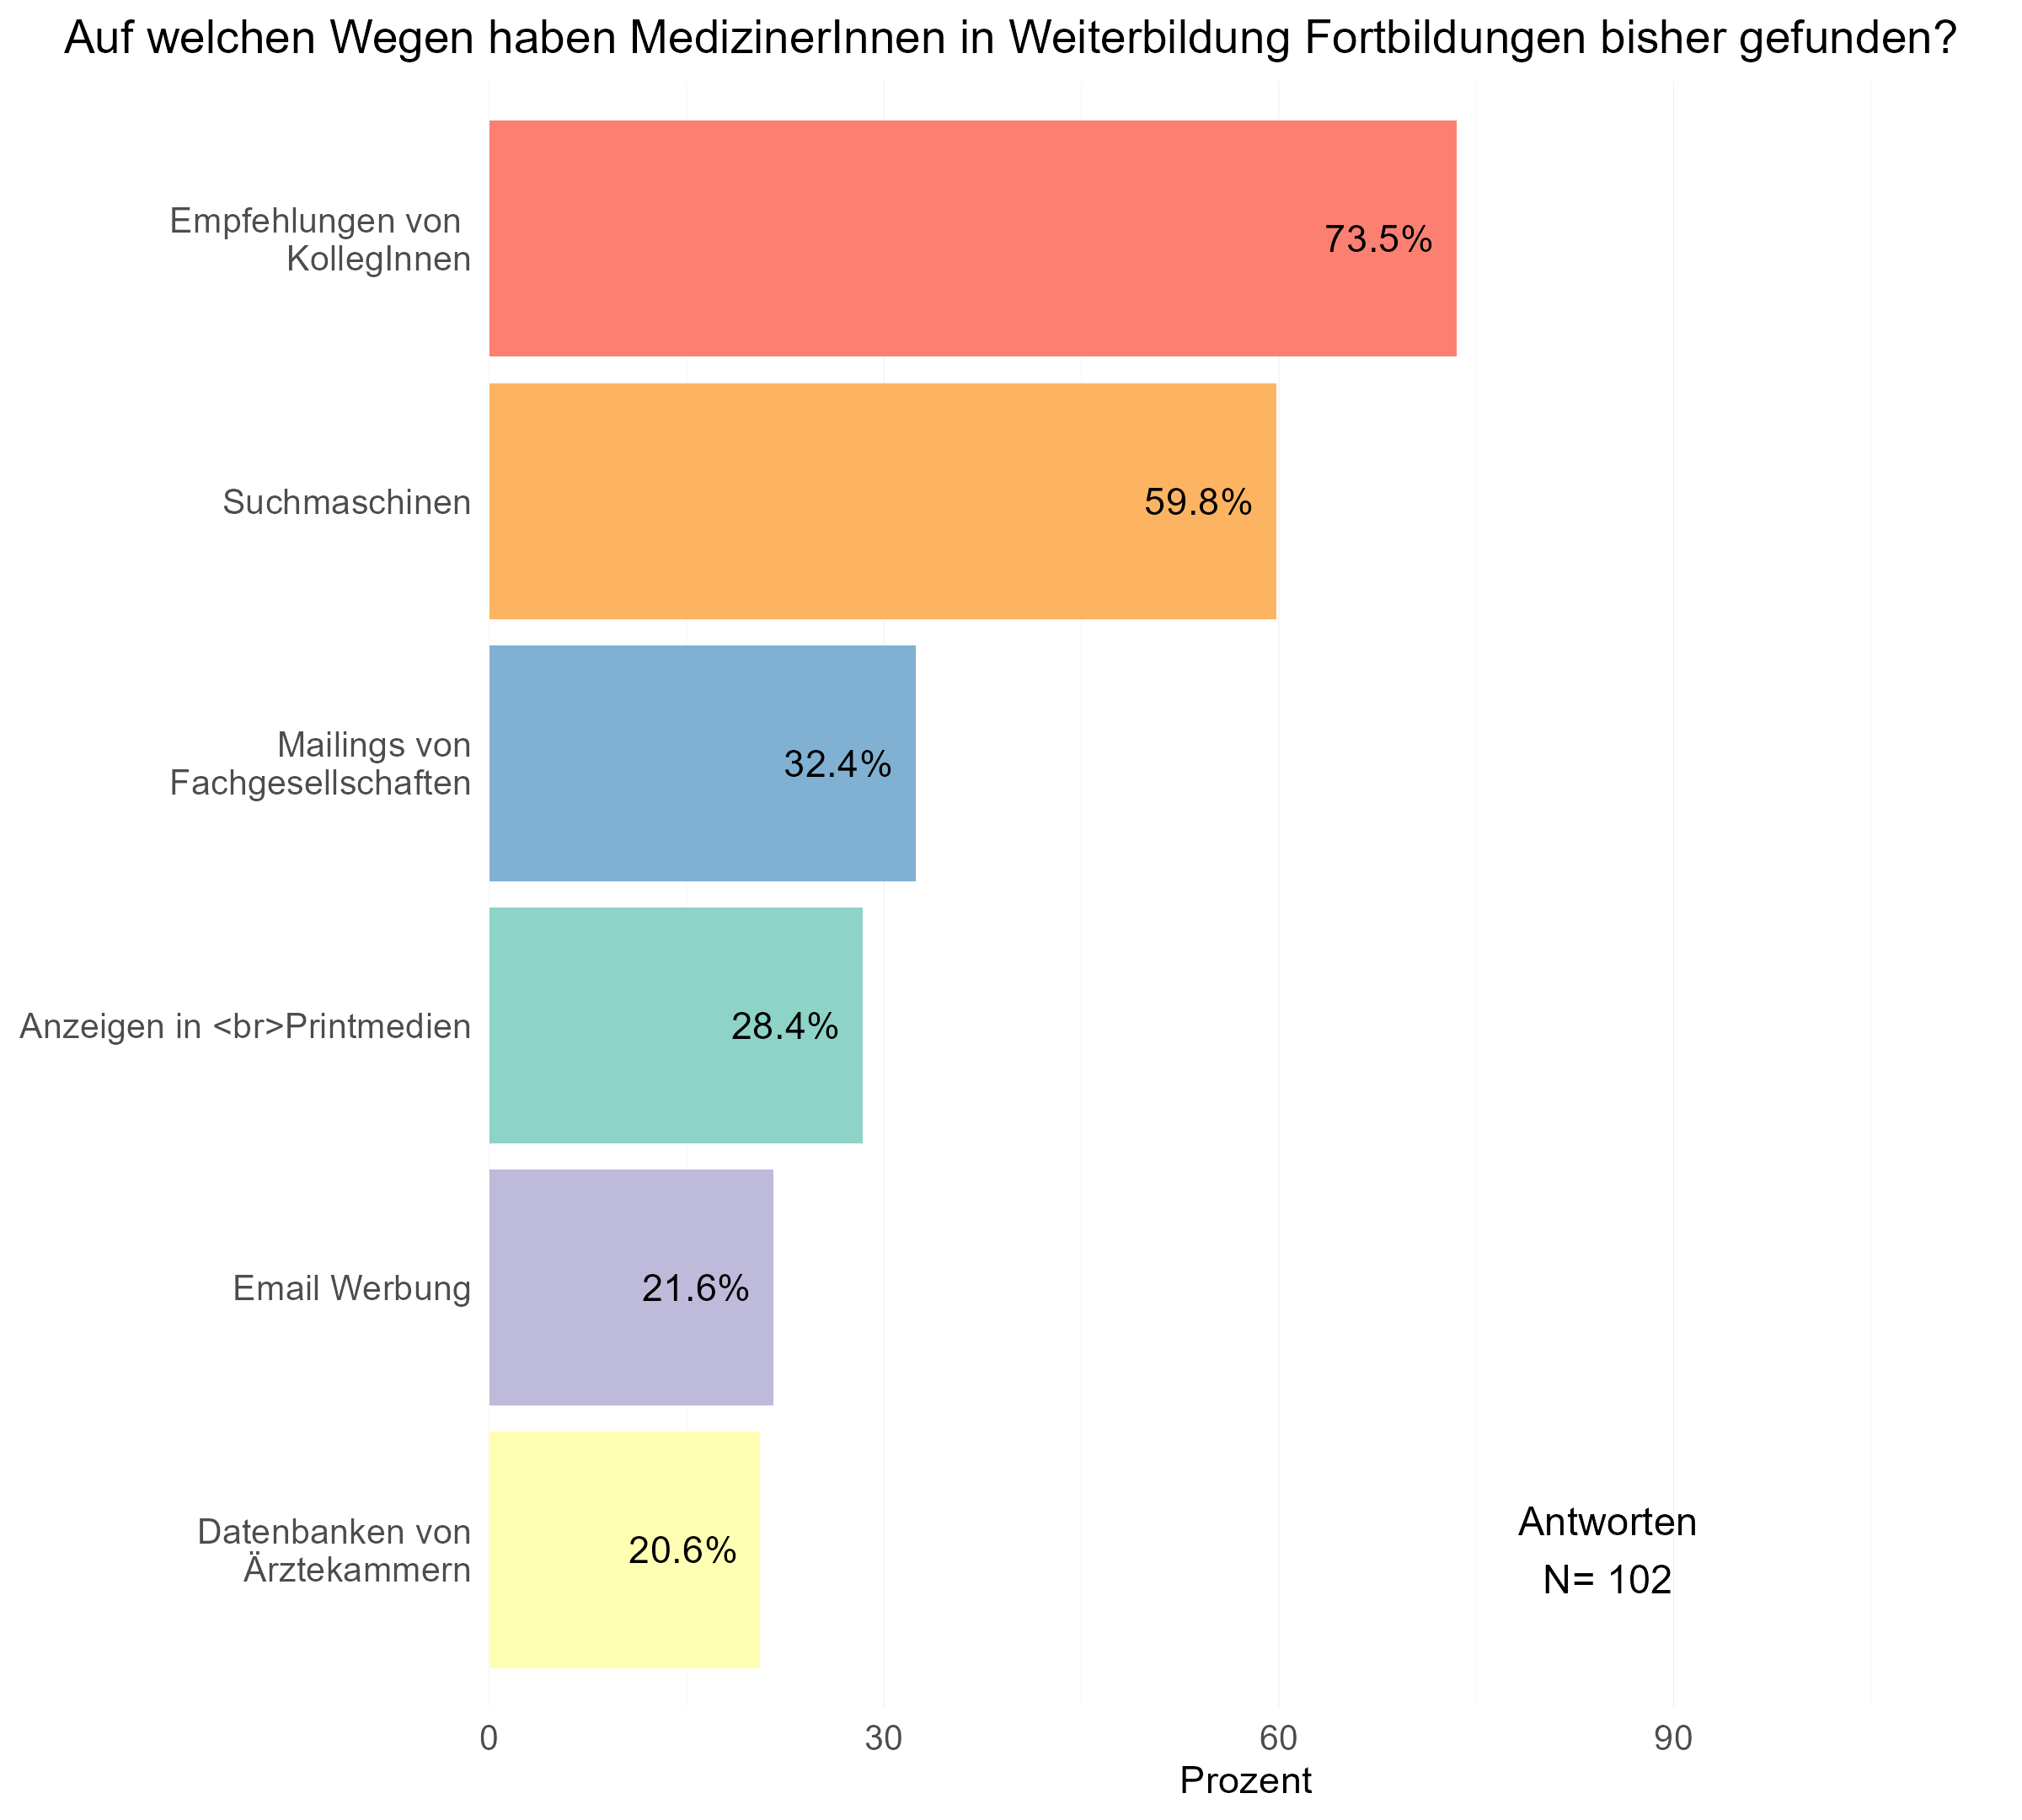 Auf welchen Wegen haben MedizinerInnen in Weiterbildung Fortbildungen bisher gefunden?
Empfehlungen von
KollegInnen
73.5%
Suchmaschinen
59.8%
Mailings von
Fachgesellschaften
32.4%
Anzeigen in <br>Printmedien
28.4%
Email Werbung
21.6%
Datenbanken von
Ärztekammern
20.6%
Antworten
N= 102
0
30
60
90
Prozent